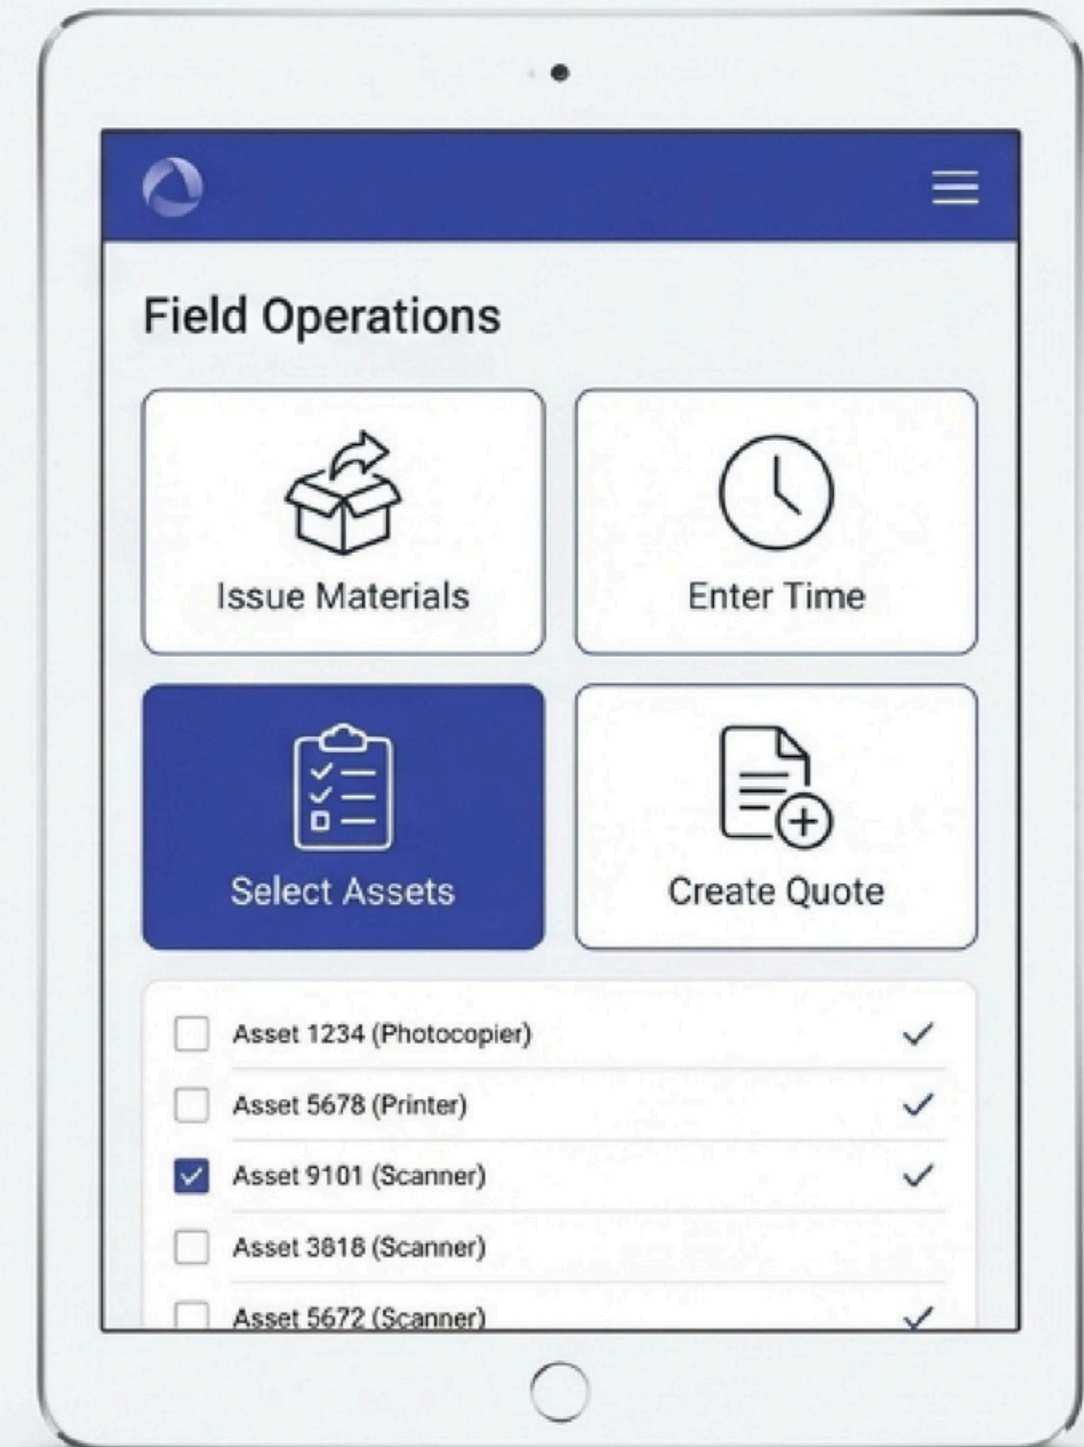 Field Operations
Issue Materials
Enter Time
Select Assets
Create Quote
Asset 1234 (Photocopier)
Asset 5678 (Printer)
Asset 9101 (Scanner)
Asset 3818 (Scanner)
Asset 5672 (Scanner)